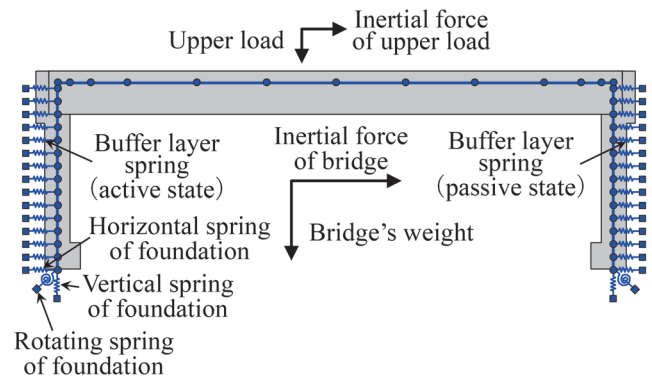 Upper load
Inertial force
of upper load
Buffer layer
spring
(active state)
Inertial force
of bridge
Buffer layer
spring
(passive state)
Bridge's weight
Horizontal spring
of foundation
Vertical spring
of foundation
Rotating spring
of foundation